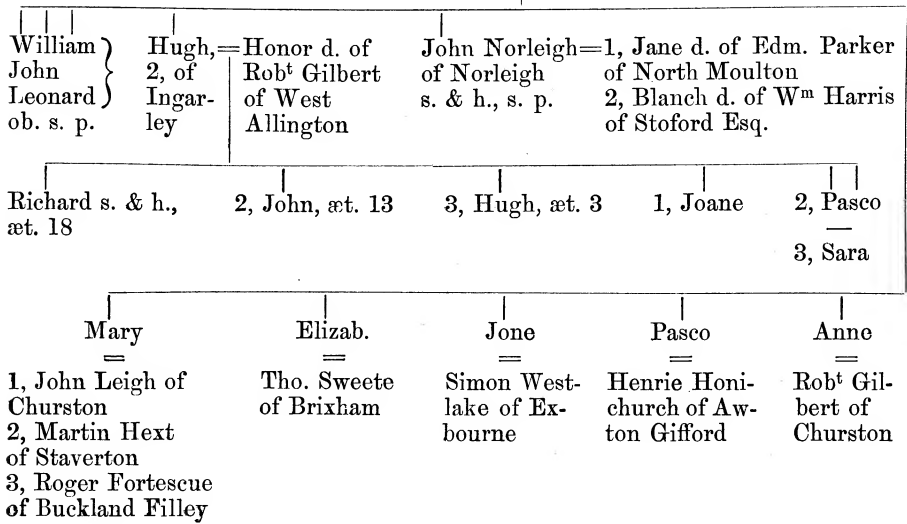 William
John
Leonard
ob. s. p.
Hugh,=
2, of
Ingar-
ley
Honor d. of
Robᵗ Gilbert
of West
Allington
John Norleigh=
of Norleigh
s. & h., s. p.
1, Jane d. of Edm. Parker
of North Moulton
2, Blanch d. of Wᵐ Harris
of Stoford Esq.
Richard s. & h.,
æt. 18
2, John, æt. 13
3, Hugh, æt. 3
1, Joane
2, Pasco
3, Sara
Mary
=
1, John Leigh of
Churston
2, Martin Hext
of Staverton
3, Roger Fortescue
of Buckland Filley
Elizab.
=
Tho. Sweete
of Brixham
Jone
=
Simon West-
lake of Ex-
bourne
Pasco
=
Henrie Honi-
church of Aw-
ton Gifford
Anne
=
Robᵗ Gil-
bert of
Churston